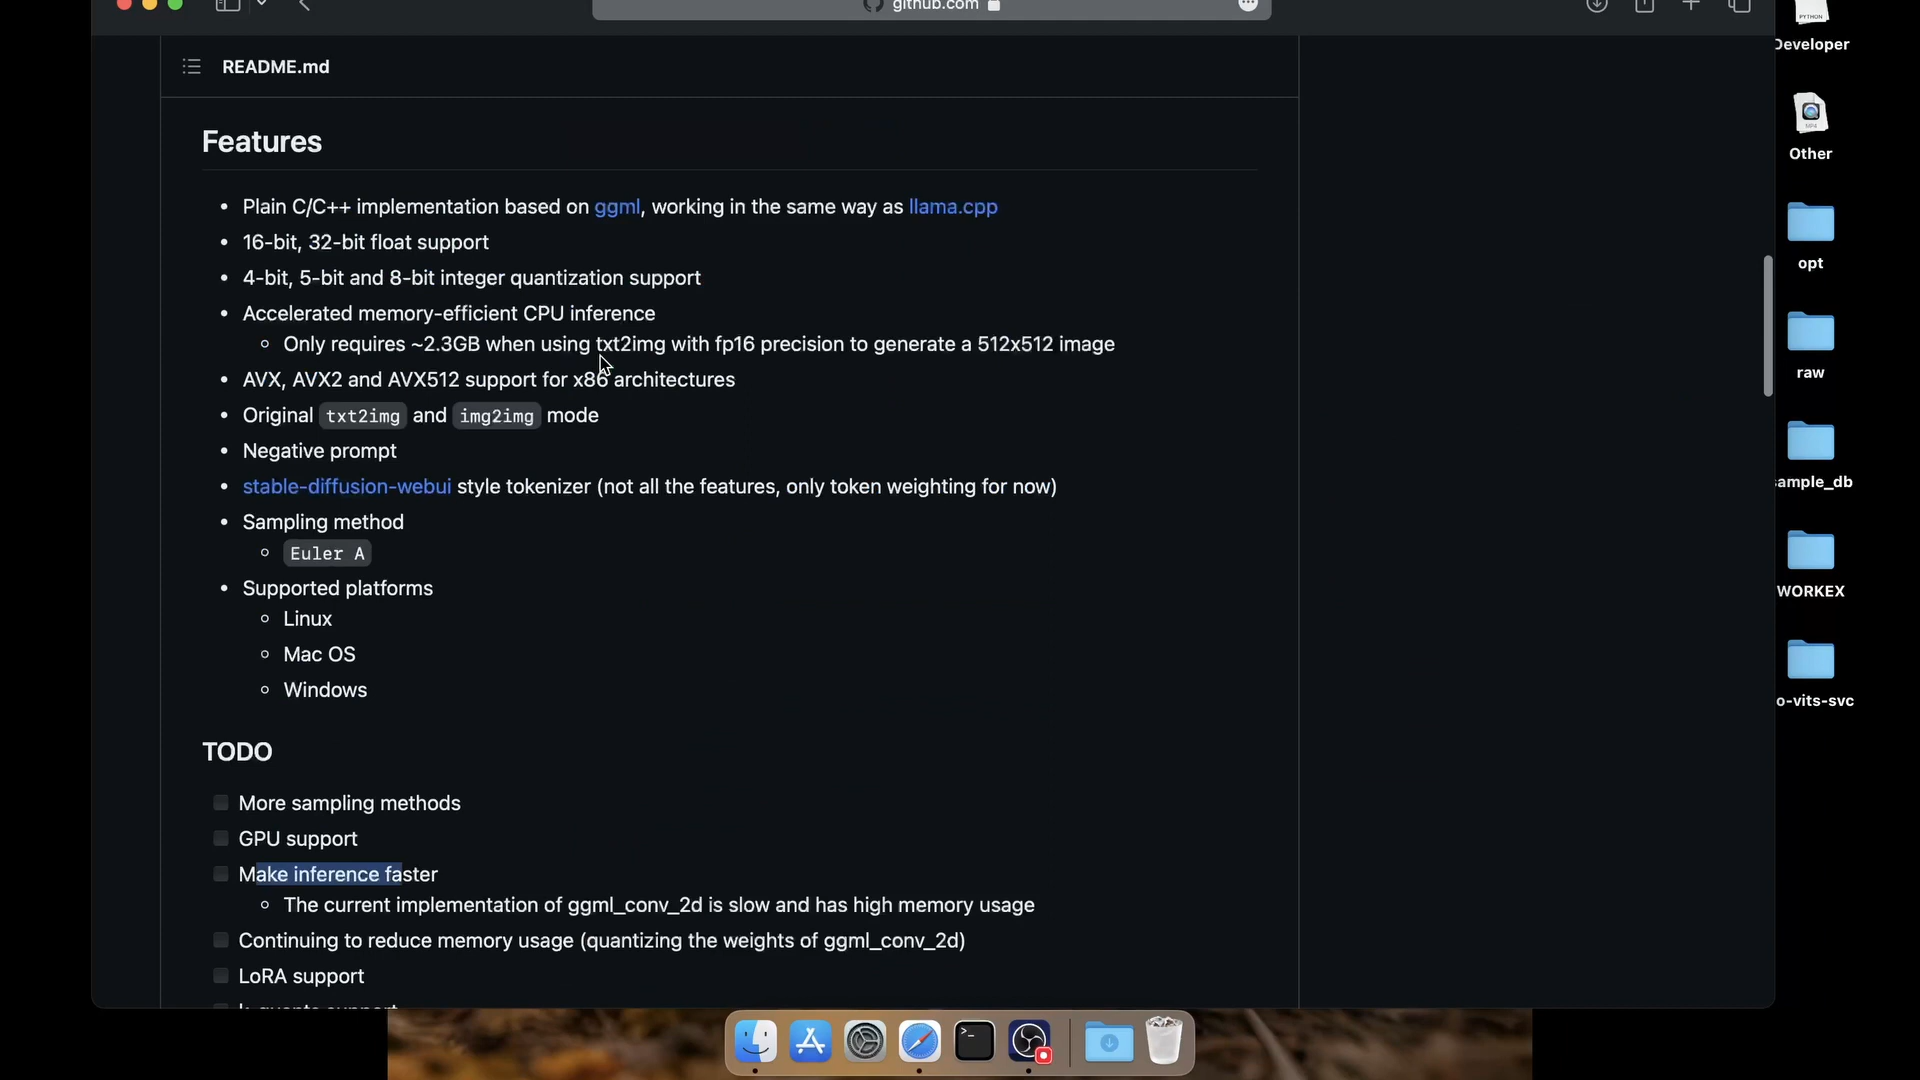 github.com
README.md
Features
Plain C/C++ implementation based on ggml, working in the same way as llama.cpp
16-bit, 32-bit float support
4-bit, 5-bit and 8-bit integer quantization support
Accelerated memory-efficient CPU inference
Only requires ~2.3GB when using txt2img with fp16 precision to generate a 512x512 image
AVX, AVX2 and AVX512 support for x86 architectures
Original txt2img and img2img mode
Negative prompt
stable-diffusion-webui style tokenizer (not all the features, only token weighting for now)
Sampling method
Euler A
Supported platforms
Linux
Mac OS
Windows
TODO
More sampling methods
GPU support
Make inference faster
The current implementation of ggml_conv_2d is slow and has high memory usage
Continuing to reduce memory usage (quantizing the weights of ggml_conv_2d)
LoRA support
PYTHON
Developer
MP4
Other
opt
raw
ample_db
WORKEX
o-vits-svc